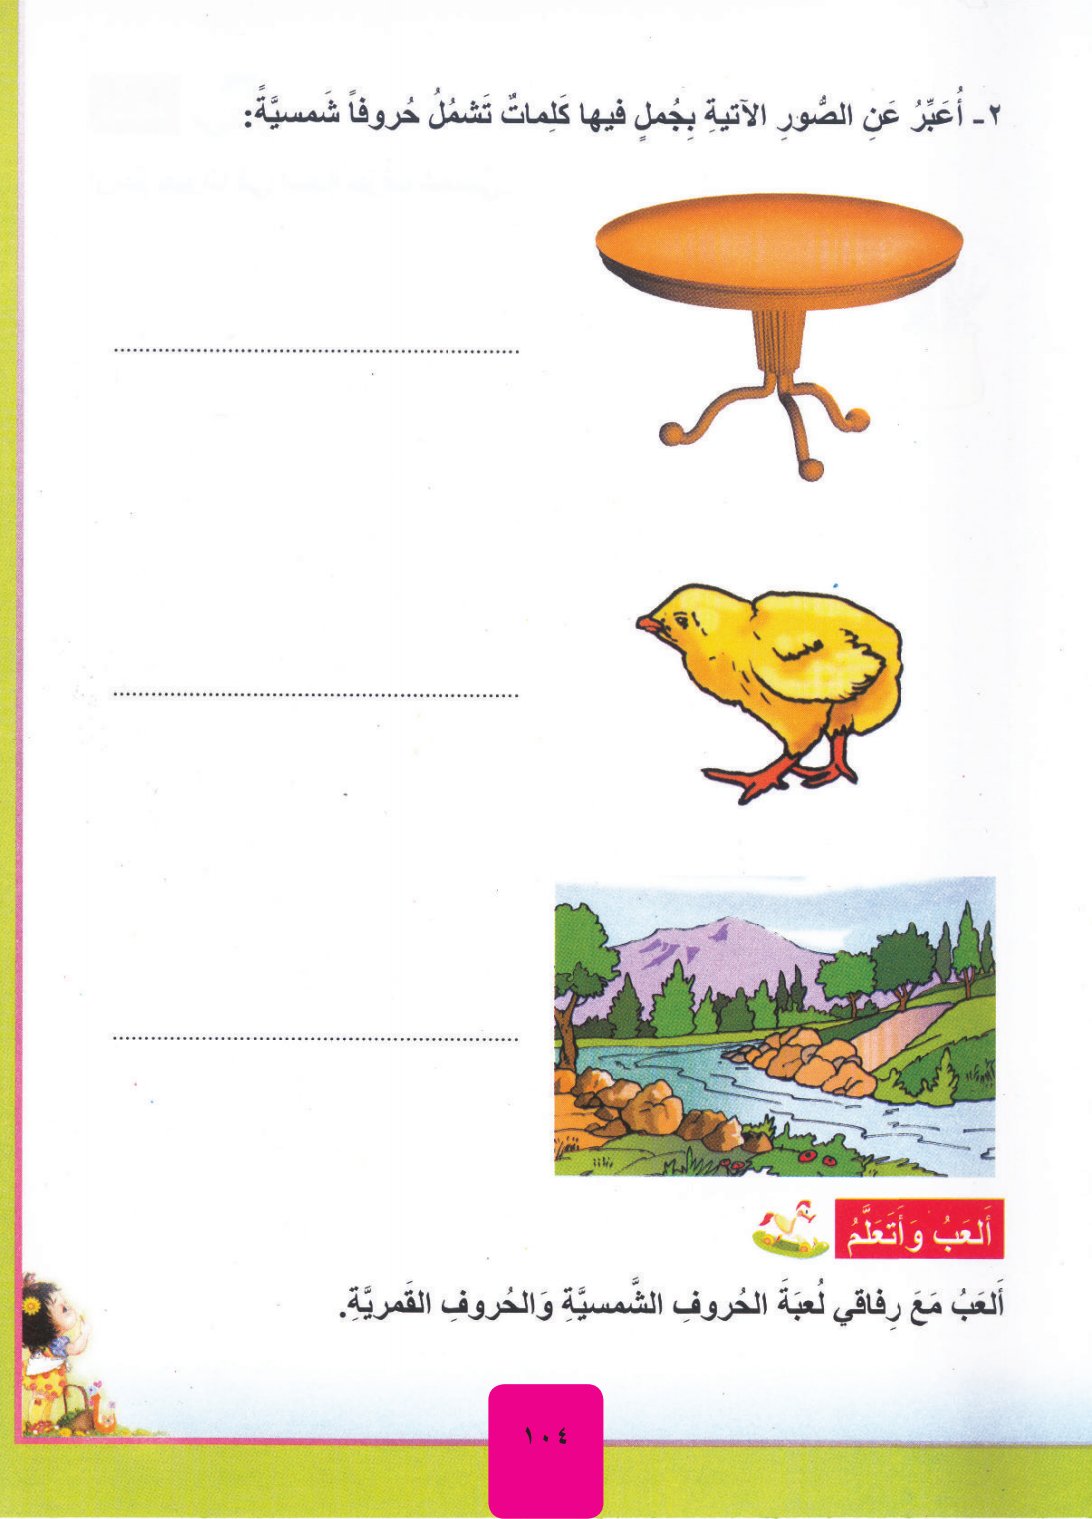 ٢ - أُعَبِّرُ عَنِ الصُّورِ الآتيةِ بِجُملٍ فيها كَلِماتٌ تَشمُلُ حُروفاً شَمسيَّةً:
أَلعَبُ وَأَتَعَلَّمُ
أَلعَبُ مَعَ رِفاقي لُعبَةَ الحُروفِ الشَّمسيَّةِ وَالحُروفِ القَمريَّةِ.
١٠٤